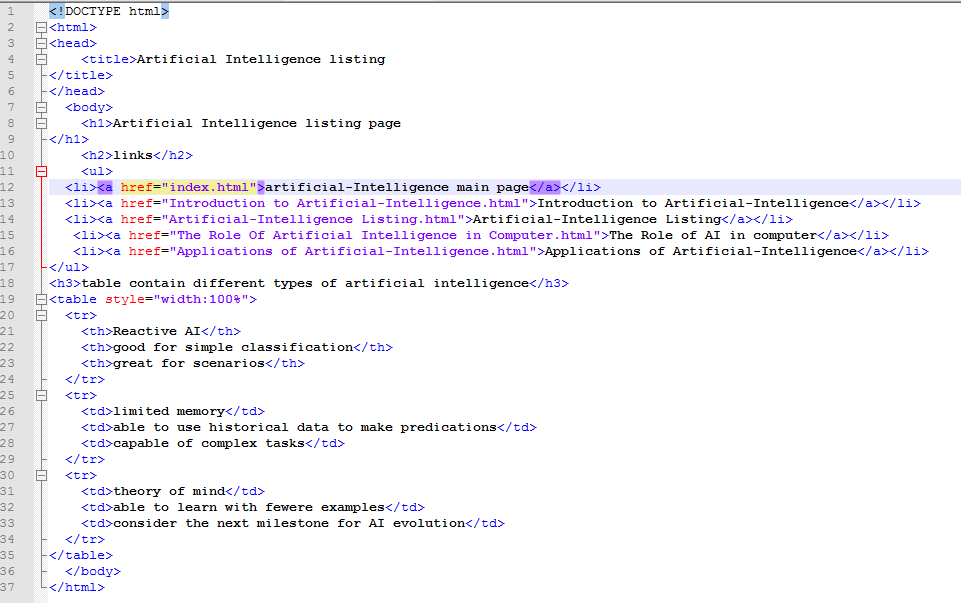 1 <!DOCTYPE html>
2 <html>
3 <head>
4 <title>Artificial Intelligence listing
5 </title>
6 </head>
7 <body>
8 <h1>Artificial Intelligence listing page
9 </h1>
10 <h2>links</h2>
11 <ul>
12 <li><a href="index.html">artificial-Intelligence main page</a></li>
13 <li><a href="Introduction to Artificial-Intelligence.html">Introduction to Artificial-Intelligence</a></li>
14 <li><a href="Artificial-Intelligence Listing.html">Artificial-Intelligence Listing</a></li>
15 <li><a href="The Role Of Artificial Intelligence in Computer.html">The Role of AI in computer</a></li>
16 <li><a href="Applications of Artificial-Intelligence.html">Applications of Artificial-Intelligence</a></li>
17 </ul>
18 <h3>table contain different types of artificial intelligence</h3>
19 <table style="width:100%">
20 <tr>
21 <th>Reactive AI</th>
22 <th>good for simple classification</th>
23 <th>great for scenarios</th>
24 </tr>
25 <tr>
26 <td>limited memory</td>
27 <td>able to use historical data to make predications</td>
28 <td>capable of complex tasks</td>
29 </tr>
30 <tr>
31 <td>theory of mind</td>
32 <td>able to learn with fewere examples</td>
33 <td>consider the next milestone for AI evolution</td>
34 </tr>
35 </table>
36 </body>
37 </html>